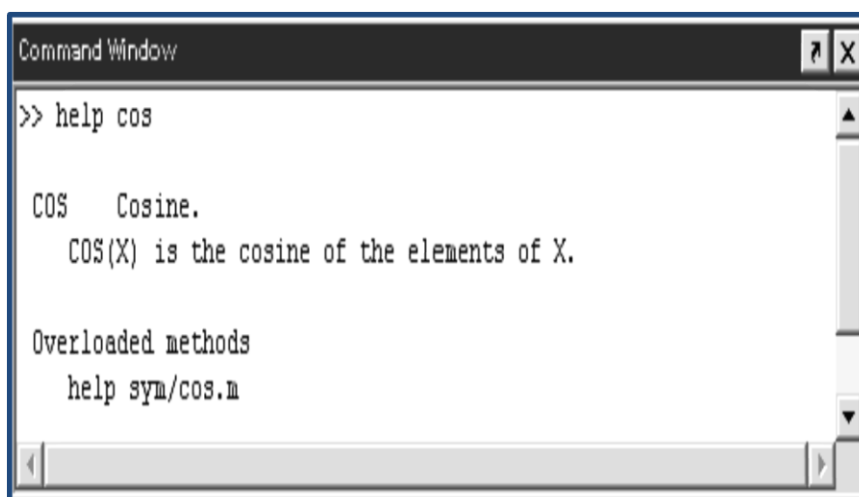 Command Window
>> help cos
COS Cosine.
COS(X) is the cosine of the elements of X.
Overloaded methods
help sym/cos.m